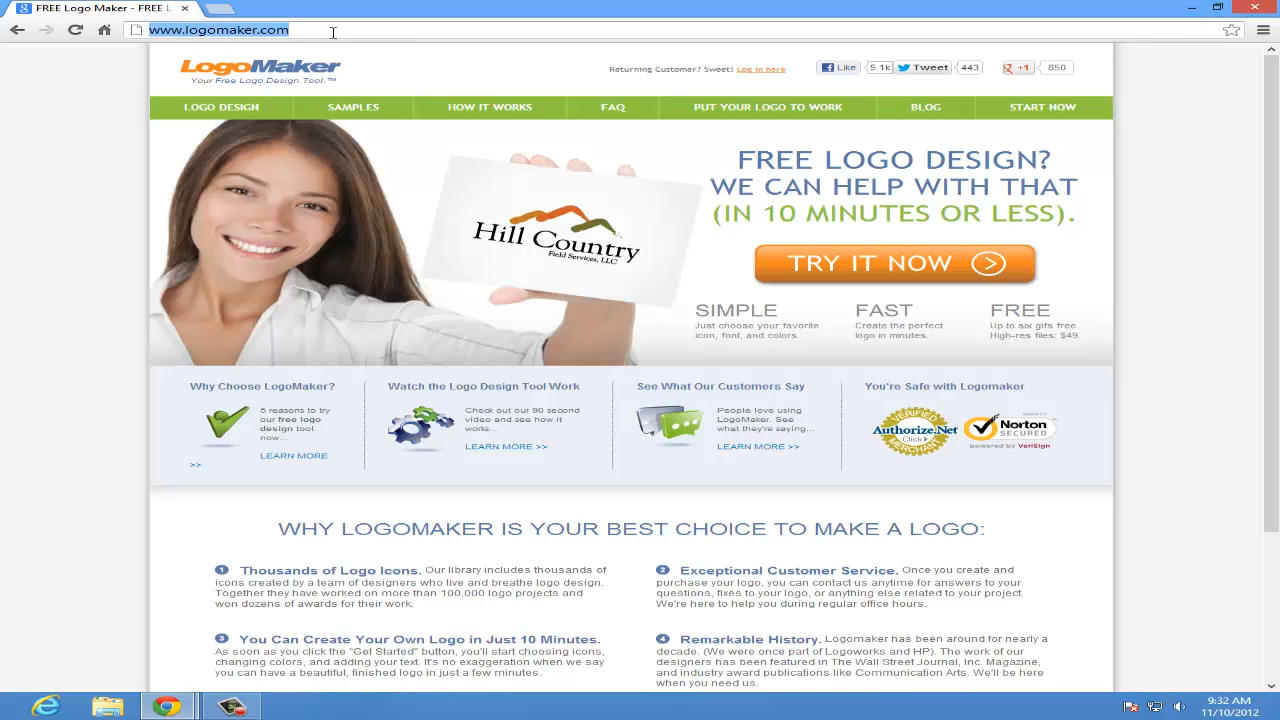 FREE Logo Maker - FREE L
www.logomaker.com
LogoMaker
Your Free Logo Design Tool.™
Returning Customer? Sweet! Log in here
Like 5.1k Tweet 443 +1 850
LOGO DESIGN SAMPLES HOW IT WORKS FAQ PUT YOUR LOGO TO WORK BLOG START NOW
FREE LOGO DESIGN?
WE CAN HELP WITH THAT
(IN 10 MINUTES OR LESS).
Hill Country
Field Services, LLC
TRY IT NOW
SIMPLE
Just choose your favorite
icon, font, and colors.
FAST
Create the perfect
logo in minutes.
FREE
Up to six gifs free.
High-res files: $49.
Why Choose LogoMaker?
6 reasons to try
our free logo
design tool
now...
LEARN MORE
>>
Watch the Logo Design Tool Work
Check out our 90 second
video and see how it
works...
LEARN MORE >>
See What Our Customers Say
People love using
LogoMaker. See
what they're saying...
LEARN MORE >>
You're Safe with Logomaker
VERIFIED
Authorize.Net
Click
MERCHANT
VERIFY
Norton
SECURED
powered by VeriSign
WHY LOGOMAKER IS YOUR BEST CHOICE TO MAKE A LOGO:
1 Thousands of Logo Icons. Our library includes thousands of
icons created by a team of designers who live and breathe logo design.
Together they have worked on more than 100,000 logo projects and
won dozens of awards for their work.
2 Exceptional Customer Service. Once you create and
purchase your logo, you can contact us anytime for answers to your
questions, fixes to your logo, or anything else related to your project.
We're here to help you during regular office hours.
3 You Can Create Your Own Logo in Just 10 Minutes.
As soon as you click the "Get Started" button, you'll start choosing icons,
changing colors, and adding your text. It's no exaggeration when we say
you can have a beautiful, finished logo in just a few minutes.
4 Remarkable History. Logomaker has been around for nearly a
decade. (We were once part of Logoworks and HP). The work of our
designers has been featured in The Wall Street Journal, Inc. Magazine,
and industry award publications like Communication Arts. We'll be here
when you need us.
9:32 AM
11/10/2012